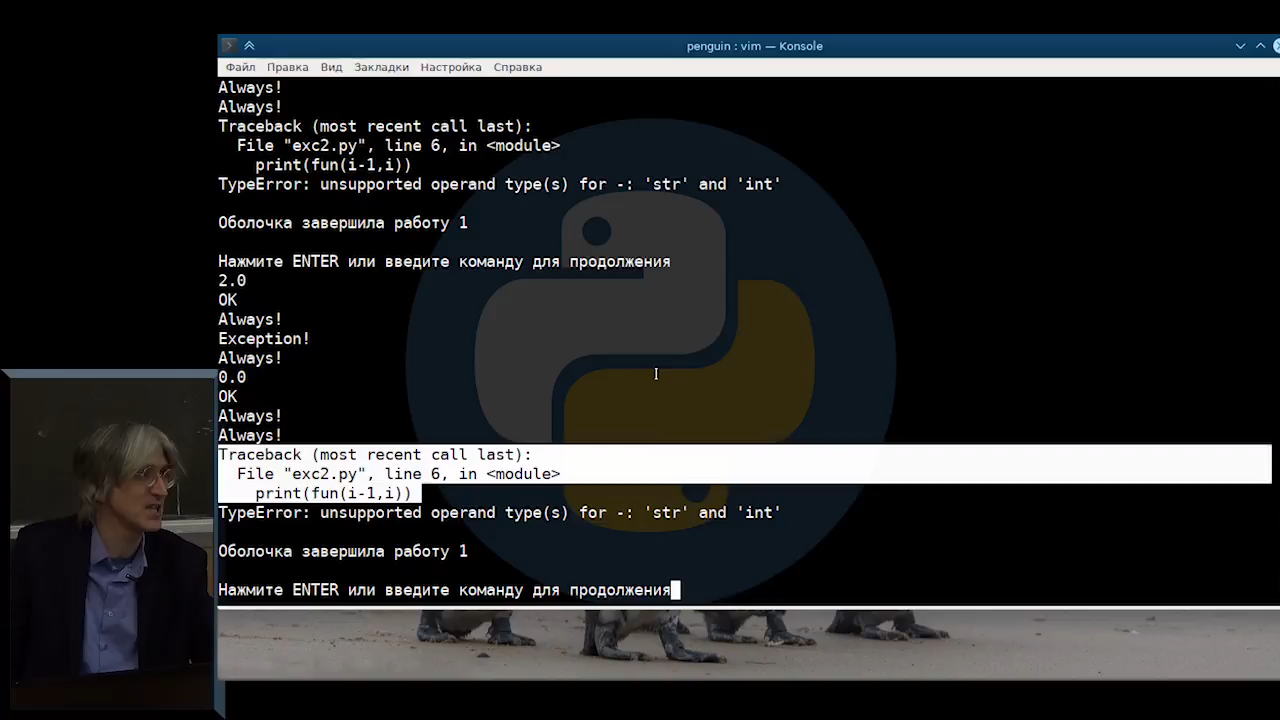 penguin : vim — Konsole
Файл Правка Вид Закладки Настройка Справка
Always!
Always!
Traceback (most recent call last):
  File "exc2.py", line 6, in <module>
    print(fun(i-1,i))
TypeError: unsupported operand type(s) for -: 'str' and 'int'
Оболочка завершила работу 1
Нажмите ENTER или введите команду для продолжения
2.0
OK
Always!
Exception!
Always!
0.0
OK
Always!
Always!
Traceback (most recent call last):
  File "exc2.py", line 6, in <module>
    print(fun(i-1,i))
TypeError: unsupported operand type(s) for -: 'str' and 'int'
Оболочка завершила работу 1
Нажмите ENTER или введите команду для продолжения